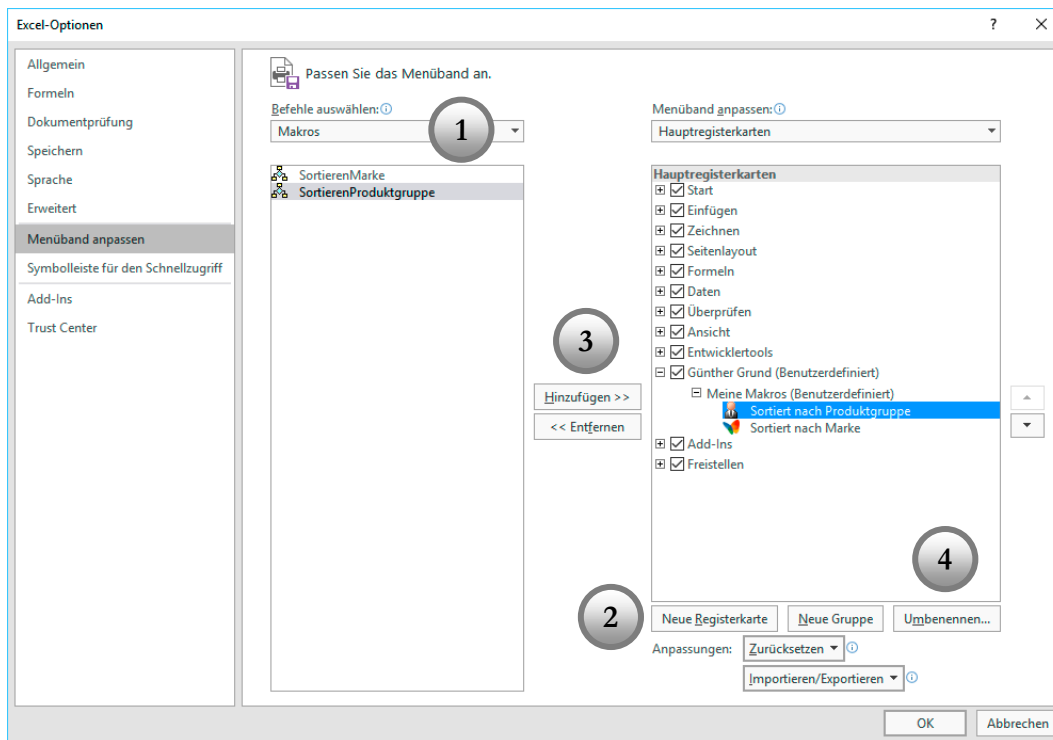 Excel-Optionen
?
Allgemein
Formeln
Dokumentprüfung
Speichern
Sprache
Erweitert
Menüband anpassen
Symbolleiste für den Schnellzugriff
Add-Ins
Trust Center
Passen Sie das Menüband an.
Befehle auswählen:
Makros
1
SortierenMarke
SortierenProduktgruppe
3
Hinzufügen >>
<< Entfernen
Menüband anpassen:
Hauptregisterkarten
Hauptregisterkarten
Start
Einfügen
Zeichnen
Seitenlayout
Formeln
Daten
Überprüfen
Ansicht
Entwicklertools
Günther Grund (Benutzerdefiniert)
Meine Makros (Benutzerdefiniert)
Sortiert nach Produktgruppe
Sortiert nach Marke
Add-Ins
Freistellen
4
2
Neue Registerkarte
Neue Gruppe
Umbenennen...
Anpassungen:
Zurücksetzen
Importieren/Exportieren
OK
Abbrechen